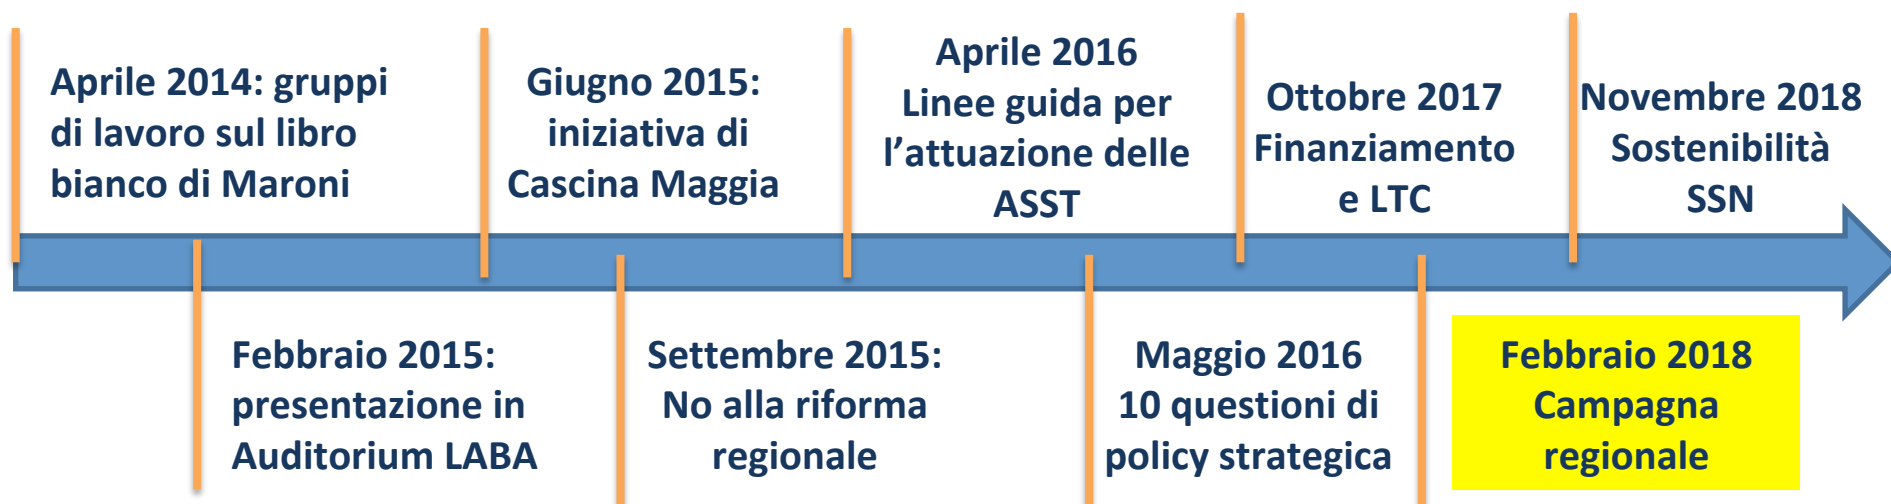 Aprile 2014: gruppi
di lavoro sul libro
bianco di Maroni
Febbraio 2015:
presentazione in
Auditorium LABA
Giugno 2015:
iniziativa di
Cascina Maggia
Settembre 2015:
No alla riforma
regionale
Aprile 2016
Linee guida per
l’attuazione delle
ASST
Maggio 2016
10 questioni di
policy strategica
Ottobre 2017
Finanziamento
e LTC
Febbraio 2018
Campagna
regionale
Novembre 2018
Sostenibilità
SSN